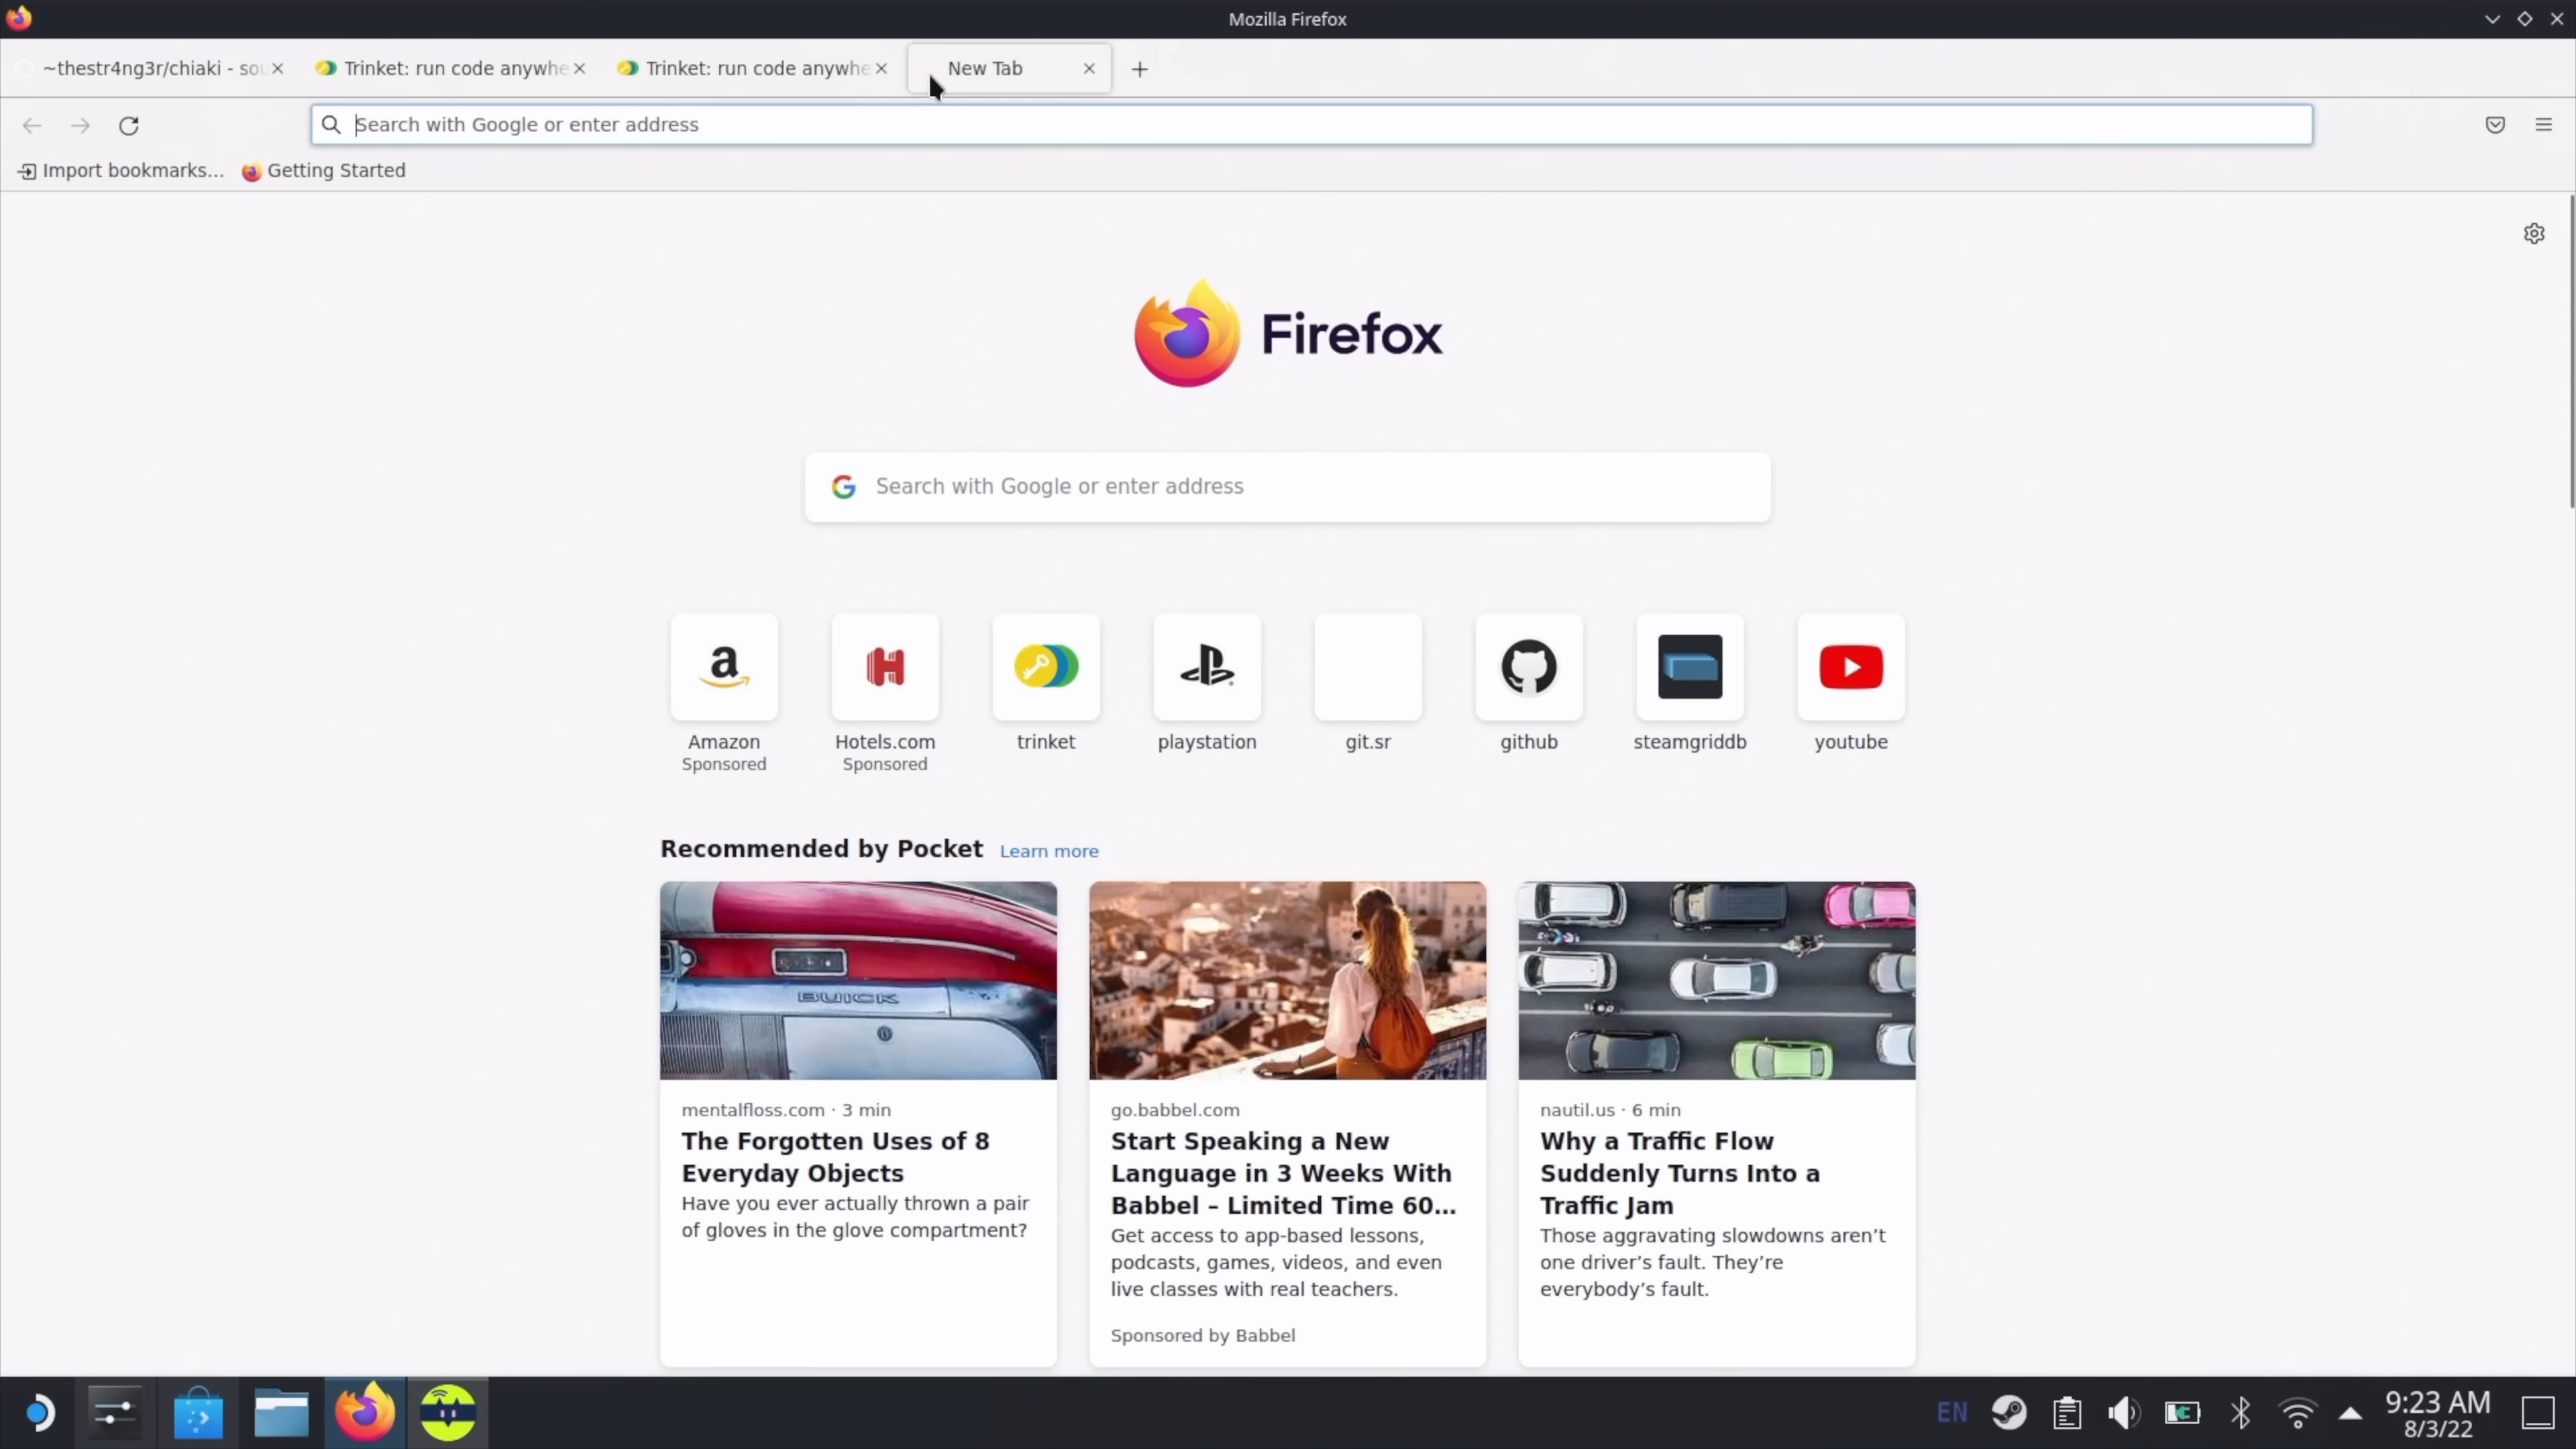 Mozilla Firefox
~thestr4ng3r/chiaki - sou
Trinket: run code anywhe
Trinket: run code anywhe
New Tab
Search with Google or enter address
Import bookmarks...
Getting Started
Firefox
Search with Google or enter address
Amazon
Sponsored
Hotels.com
Sponsored
trinket
playstation
git.sr
github
steamgriddb
youtube
Recommended by Pocket Learn more
BUICK
mentalfloss.com · 3 min
The Forgotten Uses of 8
Everyday Objects
Have you ever actually thrown a pair
of gloves in the glove compartment?
go.babbel.com
Start Speaking a New
Language in 3 Weeks With
Babbel – Limited Time 60...
Get access to app-based lessons,
podcasts, games, videos, and even
live classes with real teachers.
Sponsored by Babbel
nautil.us · 6 min
Why a Traffic Flow
Suddenly Turns Into a
Traffic Jam
Those aggravating slowdowns aren’t
one driver’s fault. They’re
everybody’s fault.
EN
9:23 AM
8/3/22